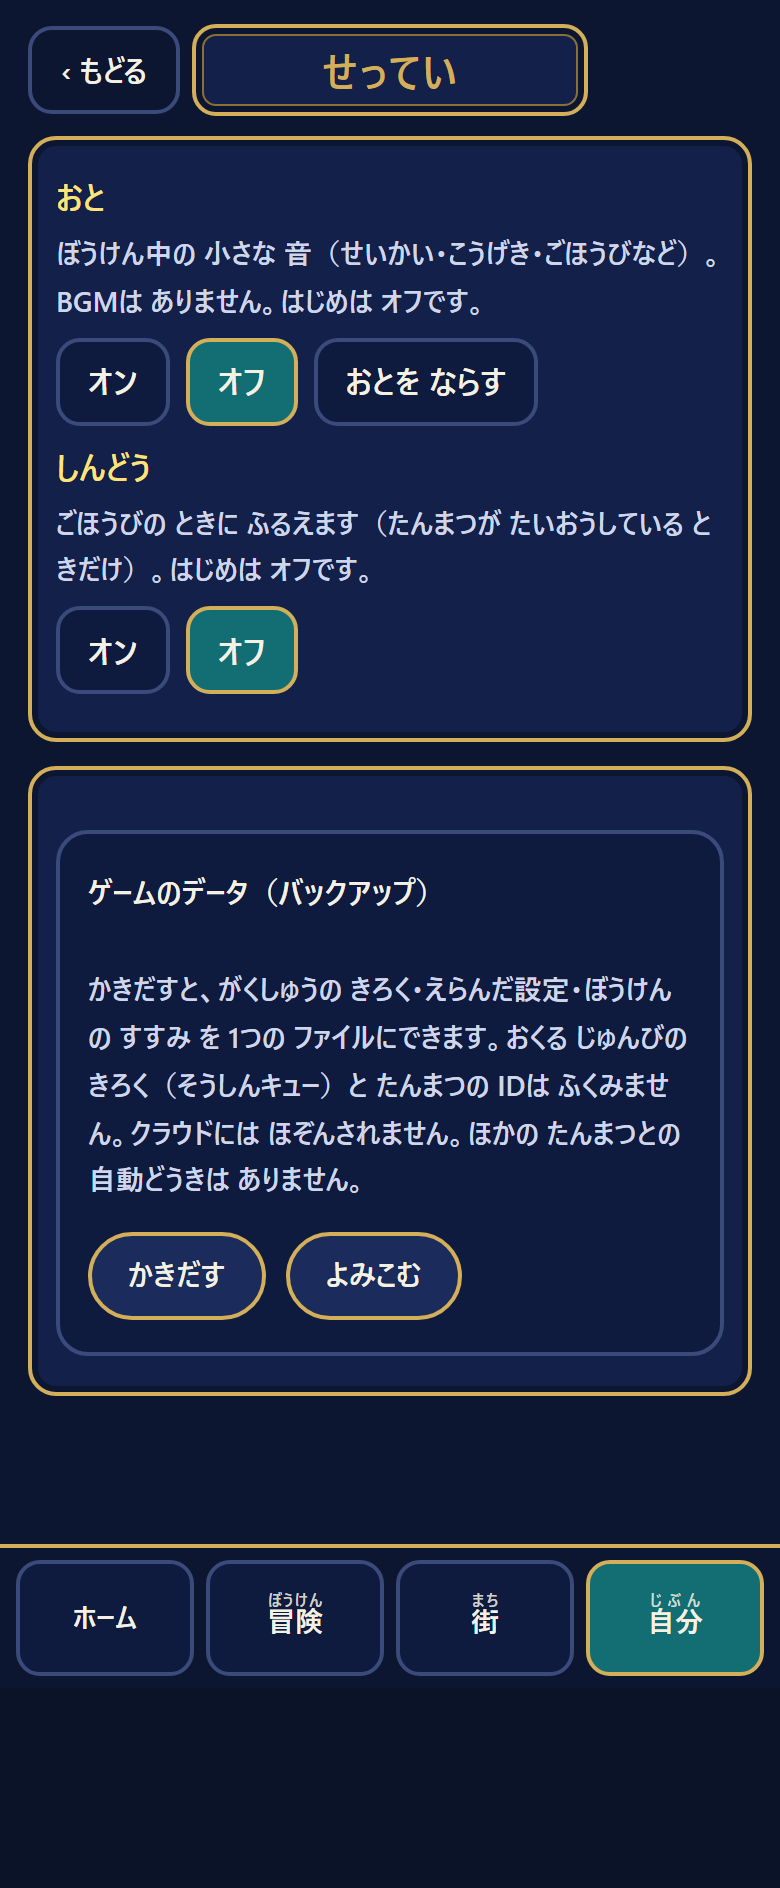 ‹ もどる
せってい
おと
ぼうけん中の 小さな 音（せいかい・こうげき・ごほうびなど）。
BGMは ありません。はじめは オフです。
オン
オフ
おとを ならす
しんどう
ごほうびの ときに ふるえます（たんまつが たいおうしている と
きだけ）。はじめは オフです。
オン
オフ
ゲームのデータ（バックアップ）
かきだすと、がくしゅうの きろく・えらんだ設定・ぼうけん
の すすみ を 1つの ファイルにできます。おくる じゅんびの
きろく（そうしんキュー）と たんまつの IDは ふくみませ
ん。クラウドには ほぞんされません。ほかの たんまつとの
自動どうきは ありません。
かきだす
よみこむ
ホーム
ぼうけん
冒険
まち
街
じぶん
自分